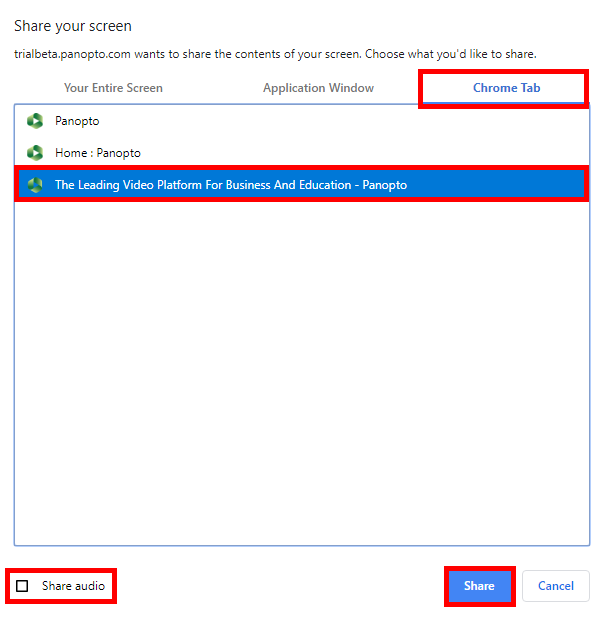 Share your screen
trialbeta.panopto.com wants to share the contents of your screen. Choose what you'd like to share.
Your Entire Screen Application Window Chrome Tab
Panopto
Home : Panopto
The Leading Video Platform For Business And Education - Panopto
Share audio Share Cancel